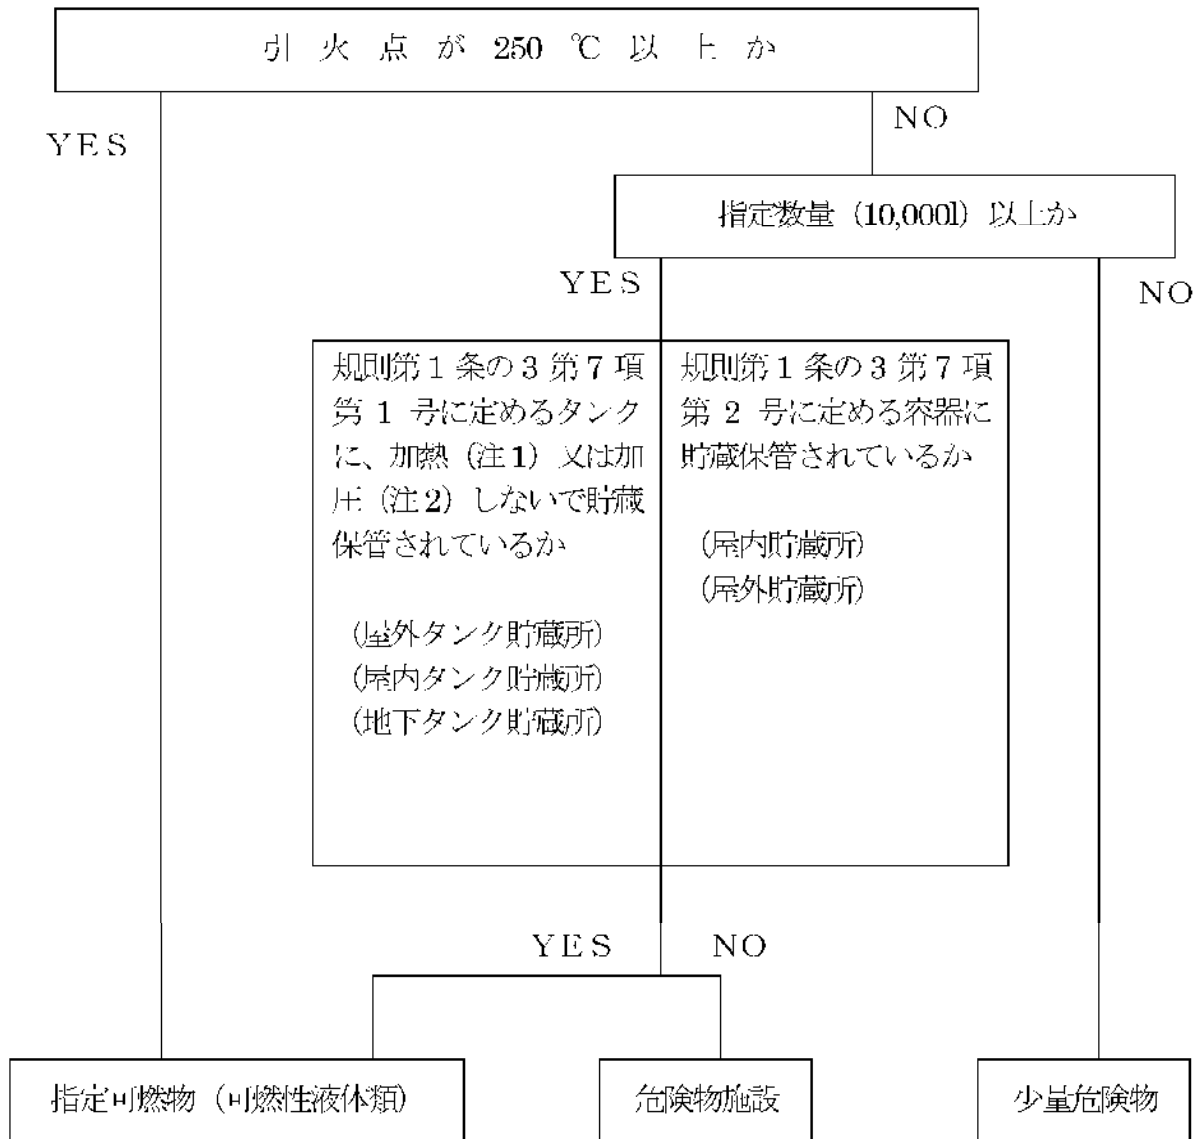 引火点が250℃以上か
YES
NO
指定数量(10,000l)以上か
YES
NO
規則第1条の3第7項
第1号に定めるタンク
に、加熱(注1)又は加
圧(注2)しないで貯蔵
保管されているか
(屋外タンク貯蔵所)
(屋内タンク貯蔵所)
(地下タンク貯蔵所)
規則第1条の3第7項
第2号に定める容器に
貯蔵保管されているか
(屋内貯蔵所)
(屋外貯蔵所)
YES
NO
指定可燃物(可燃性液体類)
危険物施設
少量危険物